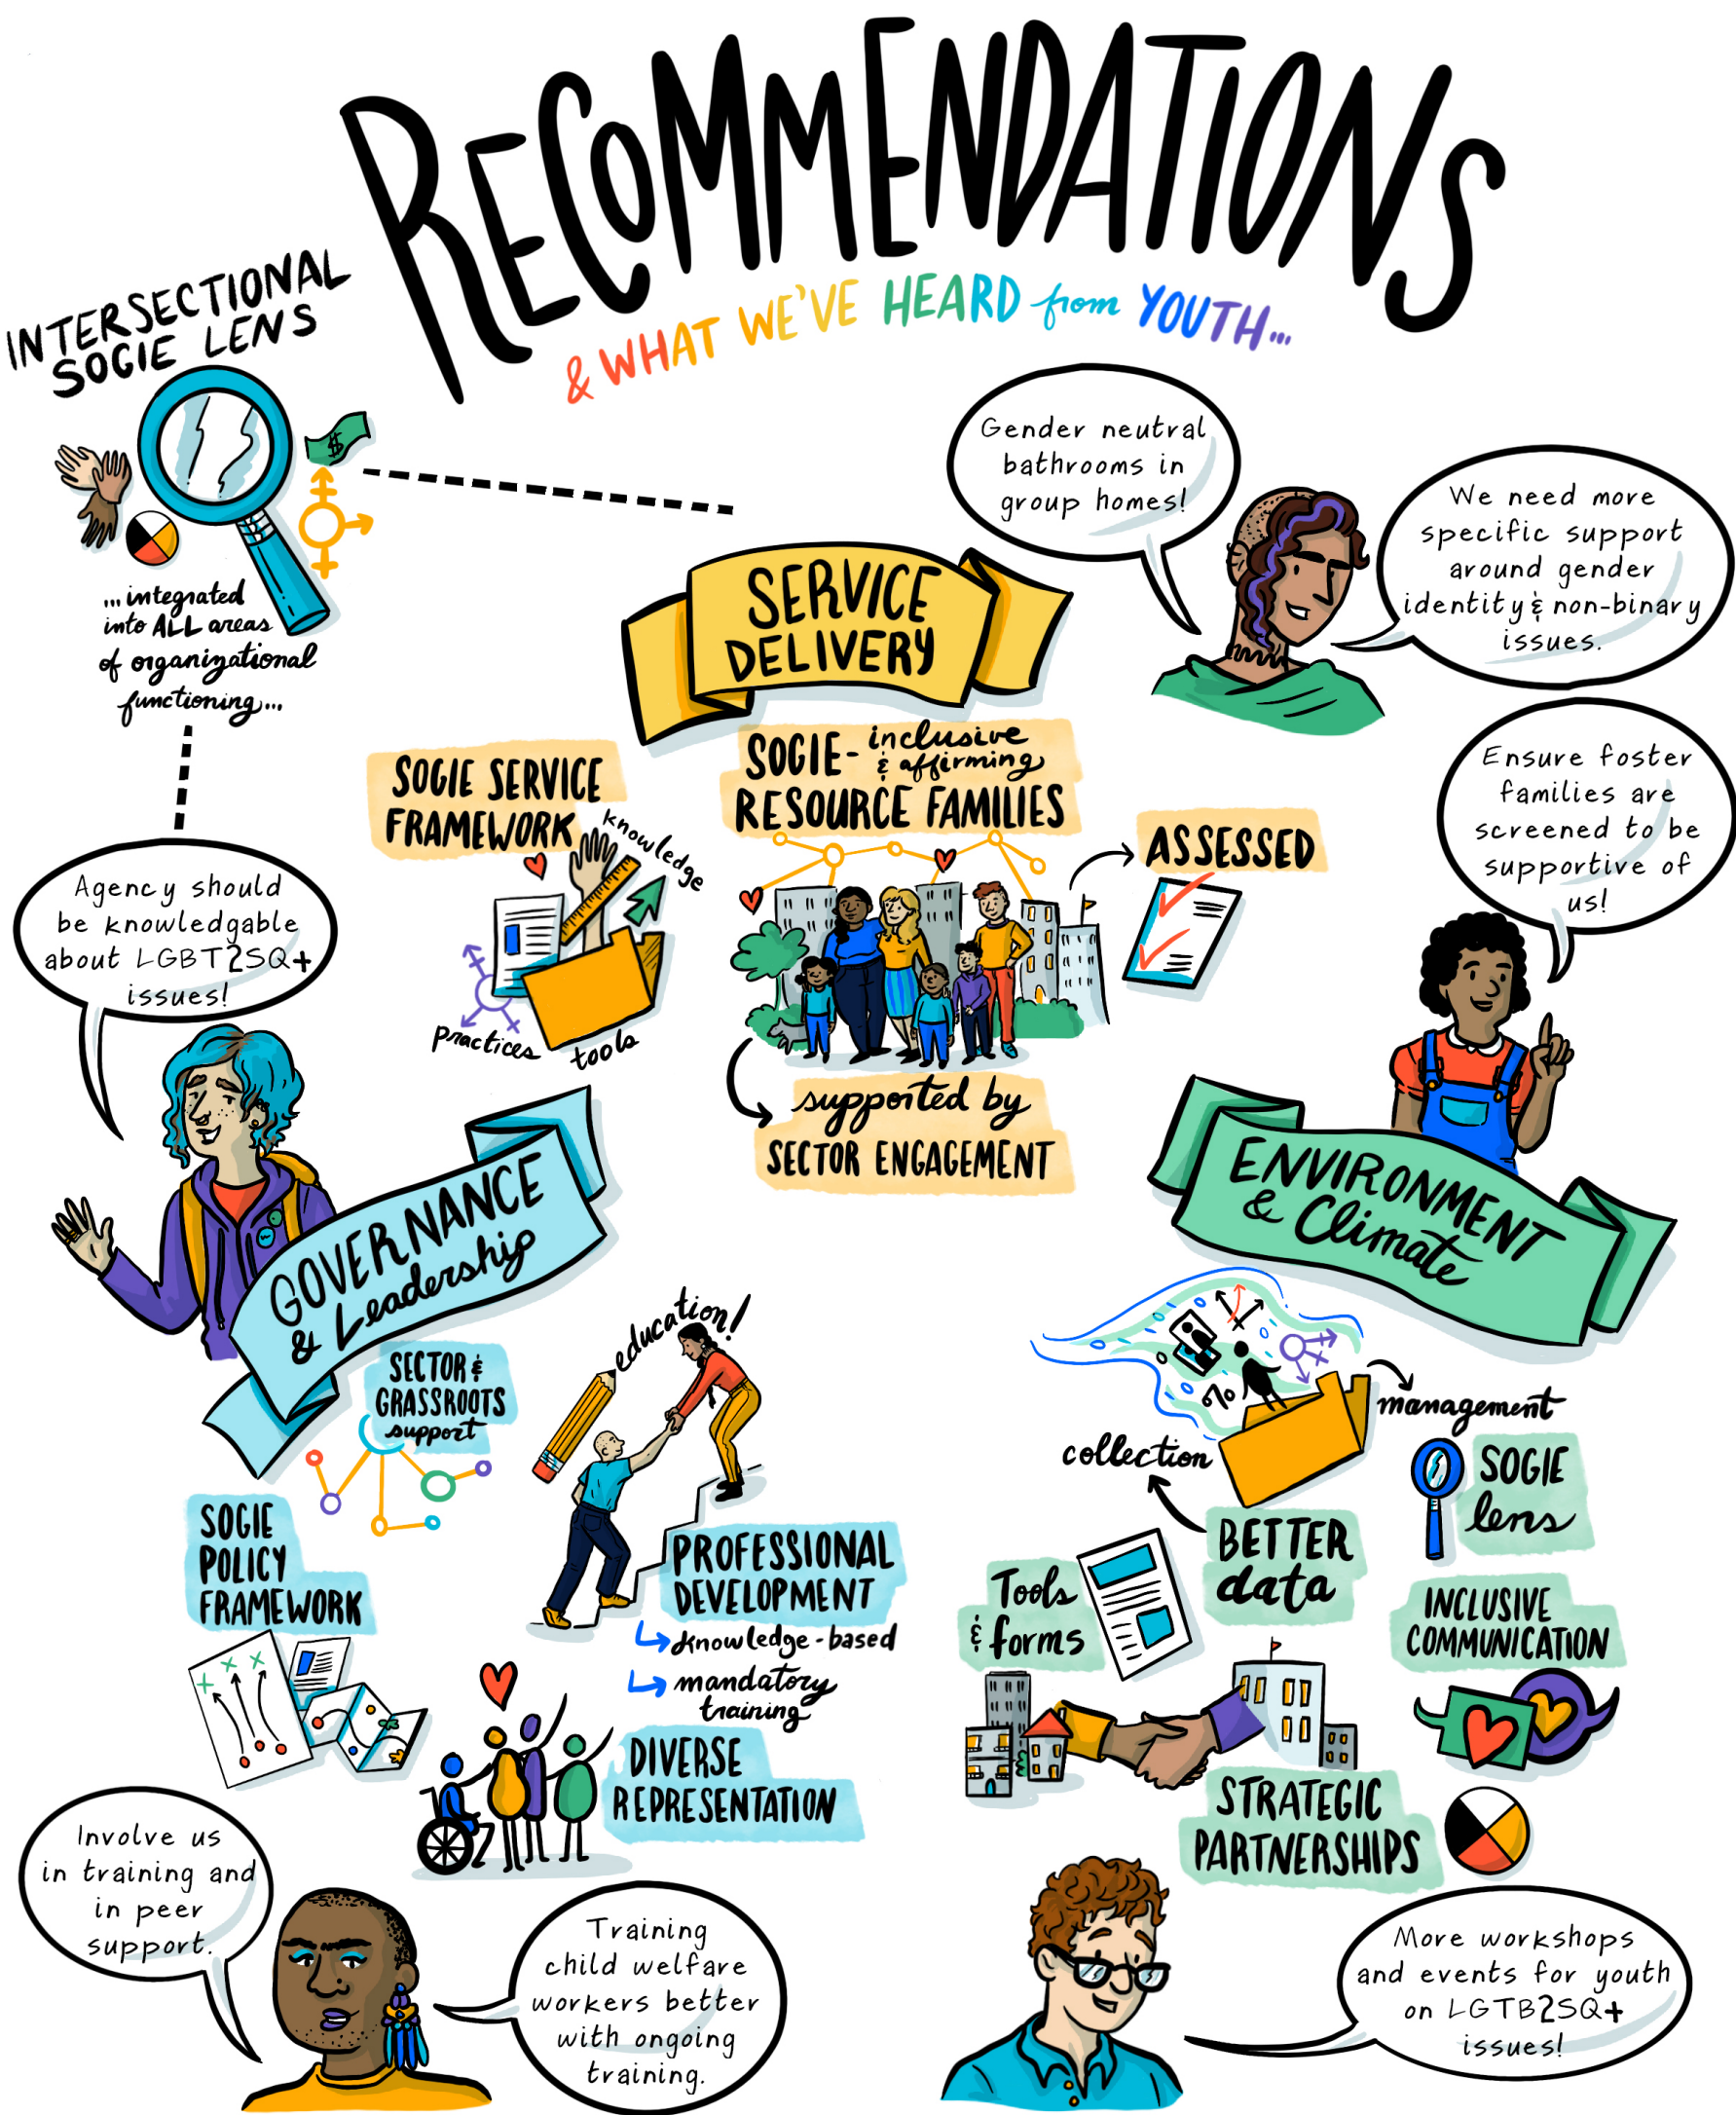 RECOMMENDATIONS
& WHAT WE'VE HEARD from YOUTH...
INTERSECTIONAL
SOGIE LENS
$
... integrated
into ALL areas
of organizational
functioning...
Gender neutral
bathrooms in
group homes!
We need more
specific support
around gender
identity & non-binary
issues.
SERVICE
DELIVERY
SOGIE SERVICE
FRAMEWORK
knowledge
practices
tools
SOGIE- inclusive
& affirming
RESOURCE FAMILIES
ASSESSED
supported by
SECTOR ENGAGEMENT
Ensure foster
families are
screened to be
supportive of
us!
Agency should
be knowledgable
about LGBT2SQ+
issues!
GOVERNANCE
& Leadership
SECTOR &
GRASSROOTS
support
education!
SOGIE
POLICY
FRAMEWORK
PROFESSIONAL
DEVELOPMENT
knowledge-based
mandatory
training
DIVERSE
REPRESENTATION
ENVIRONMENT
& Climate
%
management
collection
SOGIE
lens
BETTER
data
Tools
& forms
INCLUSIVE
COMMUNICATION
STRATEGIC
PARTNERSHIPS
Involve us
in training and
in peer
support.
Training
child welfare
workers better
with ongoing
training.
More workshops
and events for youth
on LGTB2SQ+
issues!